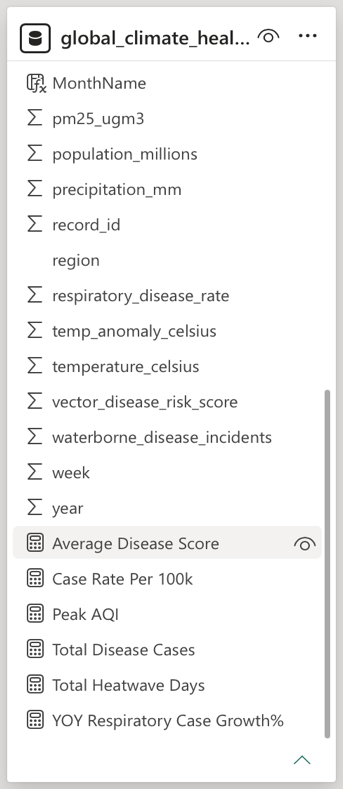 global_climate_heal...
MonthName
pm25_ugm3
population_millions
precipitation_mm
record_id
region
respiratory_disease_rate
temp_anomaly_celsius
temperature_celsius
vector_disease_risk_score
waterborne_disease_incidents
week
year
Average Disease Score
Case Rate Per 100k
Peak AQI
Total Disease Cases
Total Heatwave Days
YOY Respiratory Case Growth%